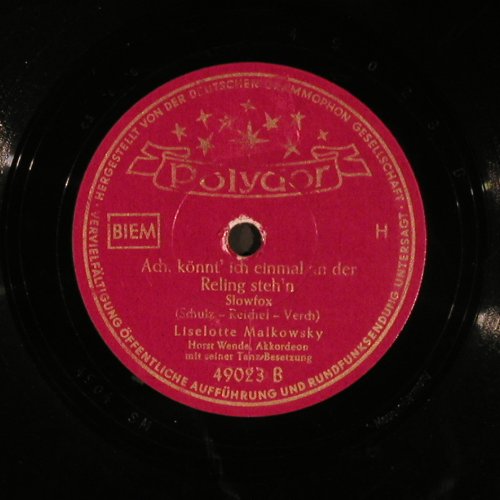 HERGESTELLT VON DER DEUTSCHEN GRAMMOPHON GESELLSCHAFT
Polydor
BIEM
H
Ach, könnt' ich einmal an der
Reling steh'n
Slowfox
(Schulz - Reichel - Verch)
Liselotte Malkowsky
Horst Wende, Akkordeon
mit seiner Tanz-Besetzung
49023 B
VERVIELFÄLTIGUNG ÖFFENTLICHE AUFFÜHRUNG UND RUNDFUNKSENDUNG UNTERSAGT